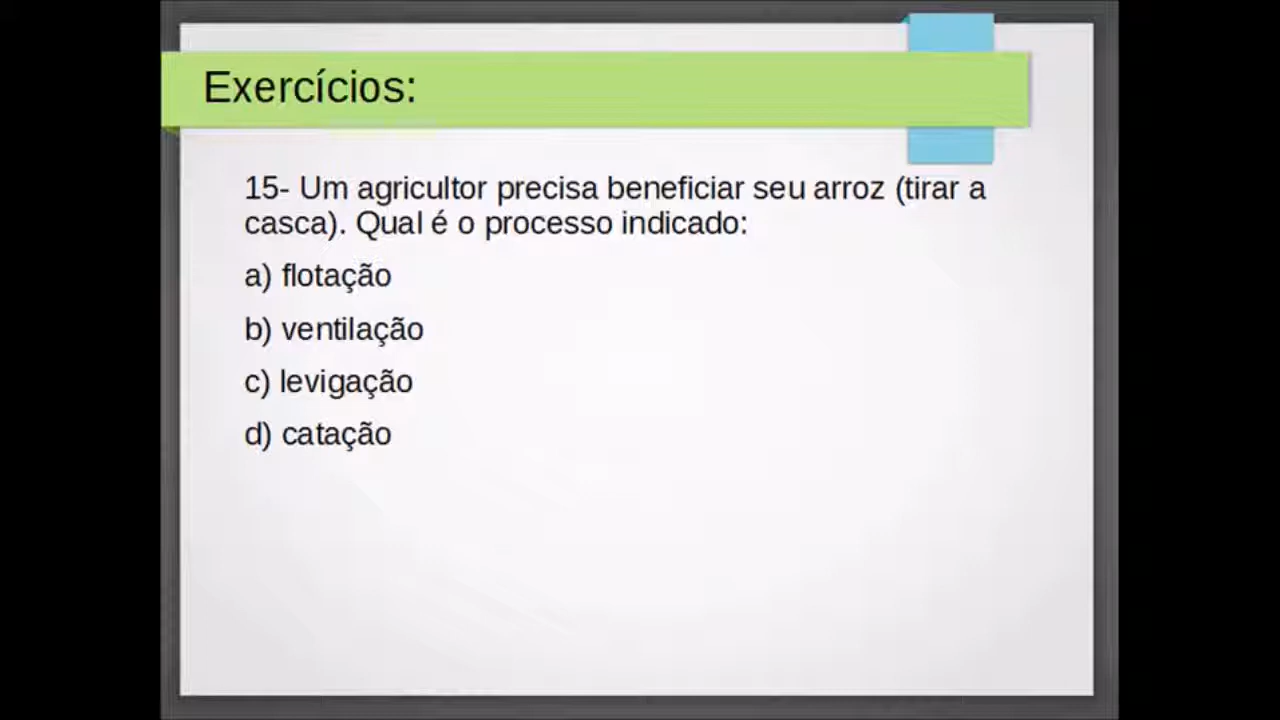 Exercícios:
15- Um agricultor precisa beneficiar seu arroz (tirar a
casca). Qual é o processo indicado:
a) flotação
b) ventilação
c) levigação
d) catação